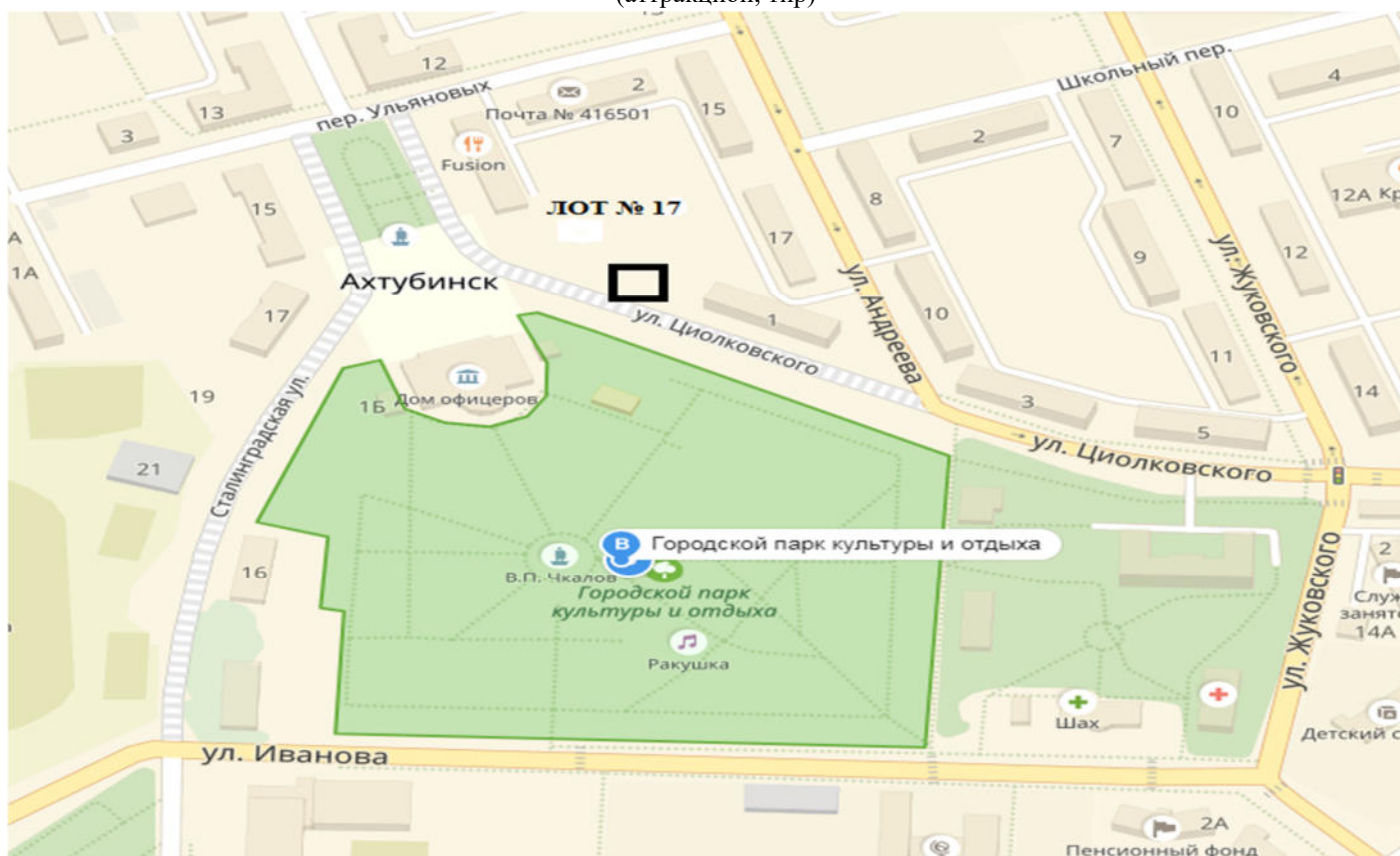 (аттракцион, тир)
12
2
15
13
3
пер. Ульяновых
Почта № 416501
Fusion
Школьный пер.
4
10
7
2
8
12А Кр
15
ЛОТ № 17
17
9
12
ул. Жуковского
А
1А
Ахтубинск
17
ул. Циолковского
1
ул. Андреева
10
11
14
19
1Б
Дом офицеров
3
5
ул. Циолковского
Сталинградская ул.
21
16
В
Городской парк культуры и отдыха
В.П. Чкалов
Городской парк
культуры и отдыха
Ракушка
Шах
ул. Жуковского
2
Служ
занято
14А
Детский с
ул. Иванова
2А
Пенсионный фонд